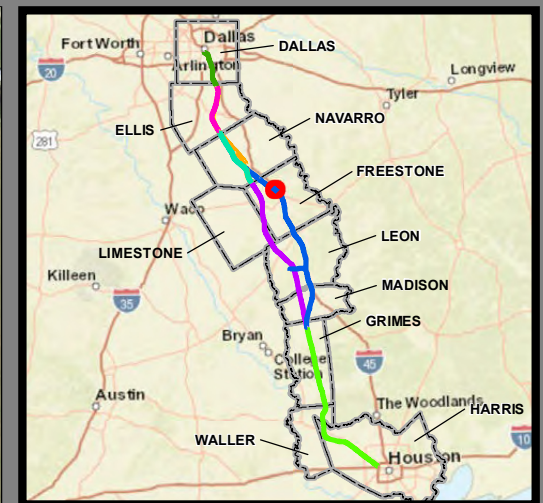 Dallas
Fort Worth
DALLAS
Arlington
20
Longview
Tyler
ELLIS
NAVARRO
281
FREESTONE
Waco
LEON
LIMESTONE
Killeen
MADISON
35
GRIMES
Bryan
College
Station
45
Austin
The Woodlands
HARRIS
WALLER
10
Houston